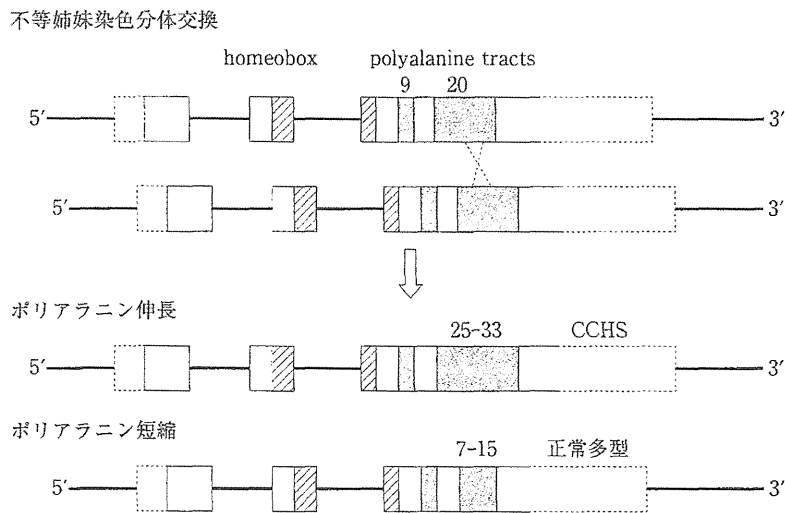 不等姉妹染色分体交換
homeobox polyalanine tracts
9 20
5′ 3′
5′ 3′
ポリアラニン伸長
25-33 CCHS
5′ 3′
ポリアラニン短縮
7-15 正常多型
5′ 3′